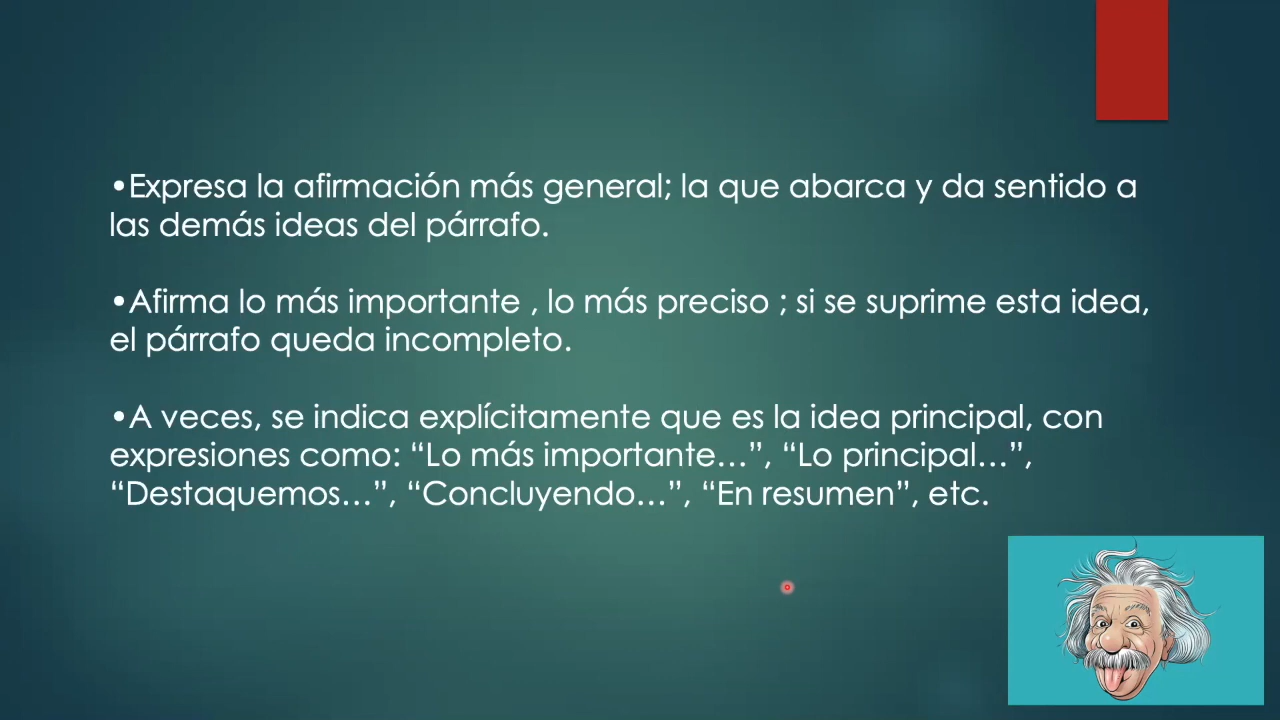 •Expresa la afirmación más general; la que abarca y da sentido a
las demás ideas del párrafo.
•Afirma lo más importante , lo más preciso ; si se suprime esta idea,
el párrafo queda incompleto.
•A veces, se indica explícitamente que es la idea principal, con
expresiones como: “Lo más importante…”, “Lo principal…”,
“Destaquemos…”, “Concluyendo…”, “En resumen”, etc.